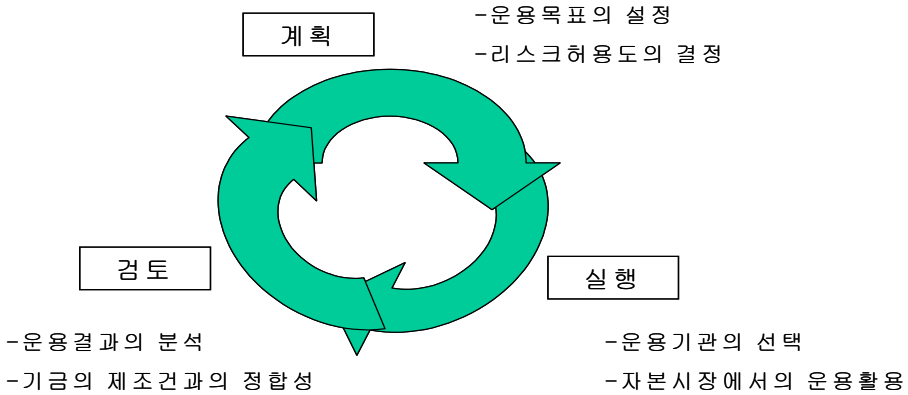 계획
-운용목표의 설정
-리스크허용도의 결정
검토
실행
-운용결과의 분석
-기금의 제조건과의 정합성
-운용기관의 선택
-자본시장에서의 운용활용